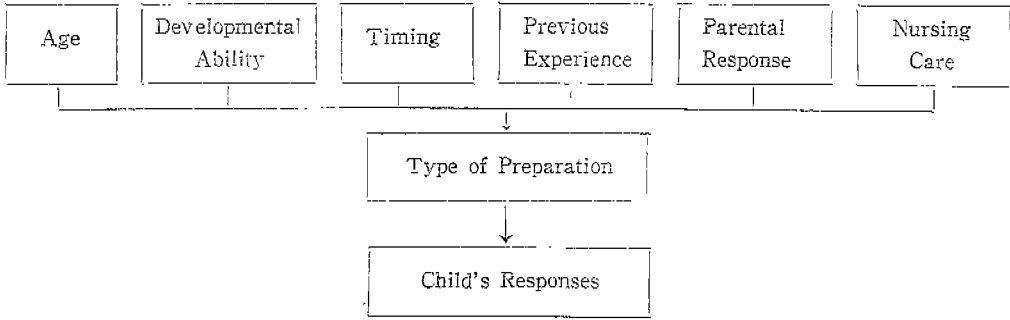 Age
Developmental
Ability
Timing
Previous
Experience
Parental
Response
Nursing
Care
Type of Preparation
Child's Responses